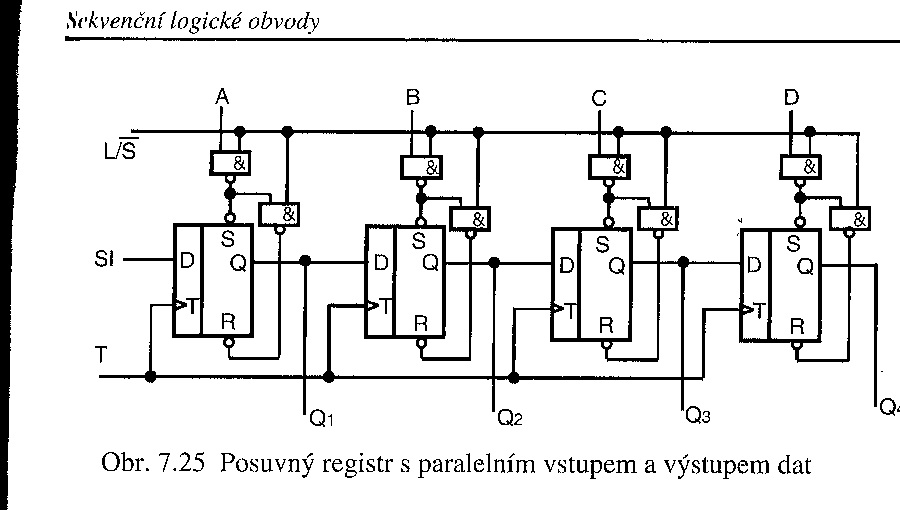 Sekvenční logické obvody
A B C D
L/S̅
& & & &
& & & &
S S S S
SI D Q D Q D Q D Q
T T T T
R R R R
T
Q1 Q2 Q3 Q4
Obr. 7.25 Posuvný registr s paralelním vstupem a výstupem dat